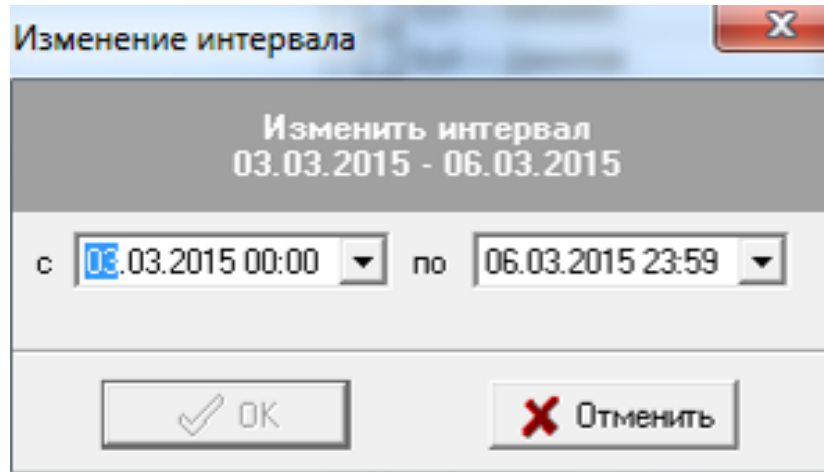 Изменение интервала
Изменить интервал
03.03.2015 - 06.03.2015
с 03.03.2015 00:00 по 06.03.2015 23:59
OK Отменить